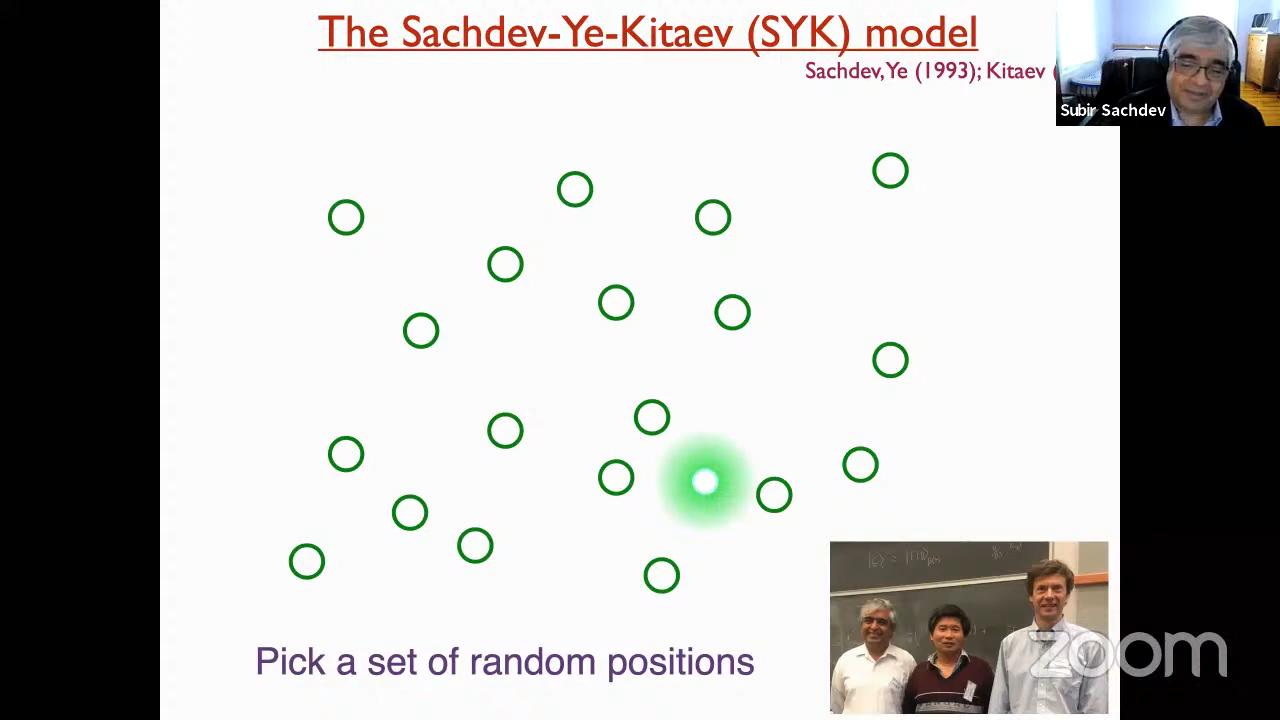 The Sachdev-Ye-Kitaev (SYK) model
Sachdev, Ye (1993); Kitaev (
Subir Sachdev
Pick a set of random positions
zoom